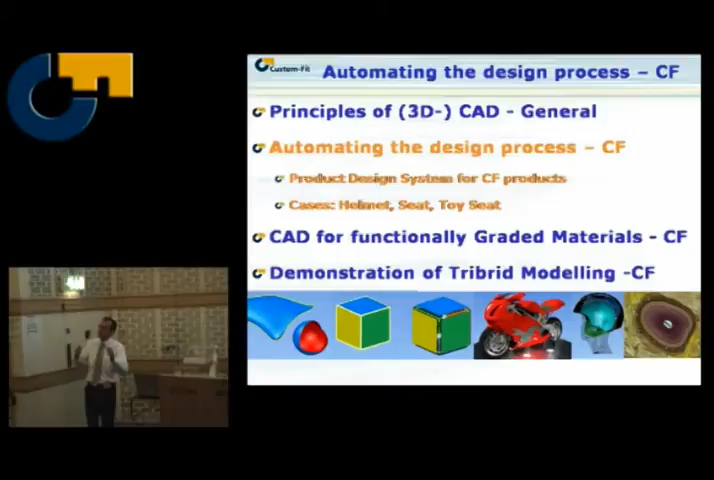 Custom-Fit
Automating the design process – CF
Principles of (3D-) CAD - General
Automating the design process – CF
Product Design System for CF products
Cases: Helmet, Seat, Toy Seat
CAD for functionally Graded Materials - CF
Demonstration of Tribrid Modelling -CF